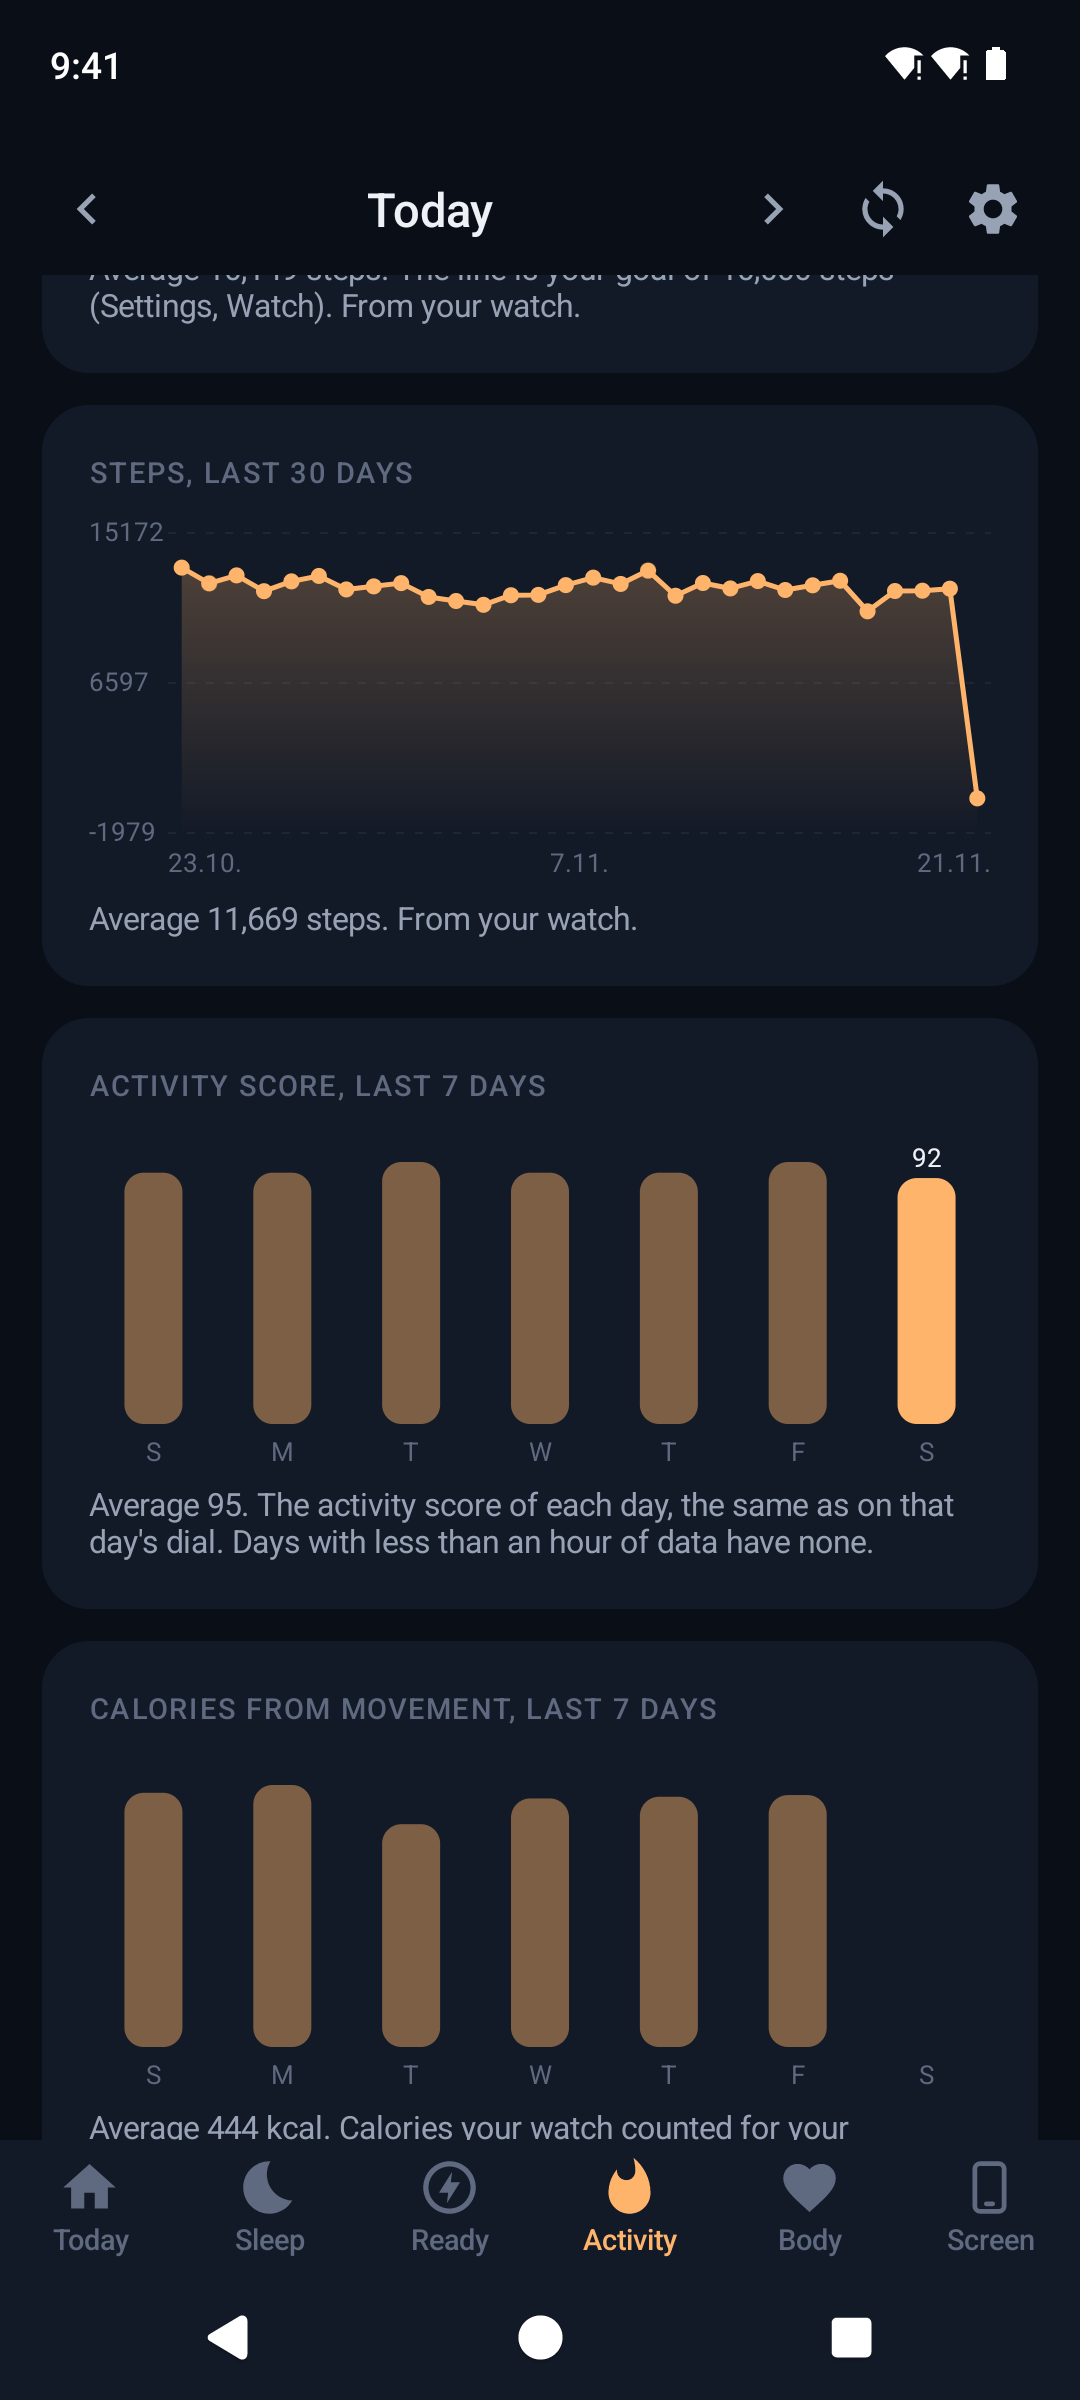 9:41
Today
(Settings, Watch). From your watch.
STEPS, LAST 30 DAYS
15172
6597
-1979
23.10. 7.11. 21.11.
Average 11,669 steps. From your watch.
ACTIVITY SCORE, LAST 7 DAYS
92
S M T W T F S
Average 95. The activity score of each day, the same as on that
day's dial. Days with less than an hour of data have none.
CALORIES FROM MOVEMENT, LAST 7 DAYS
S M T W T F S
Average 444 kcal. Calories your watch counted for your
Today Sleep Ready Activity Body Screen